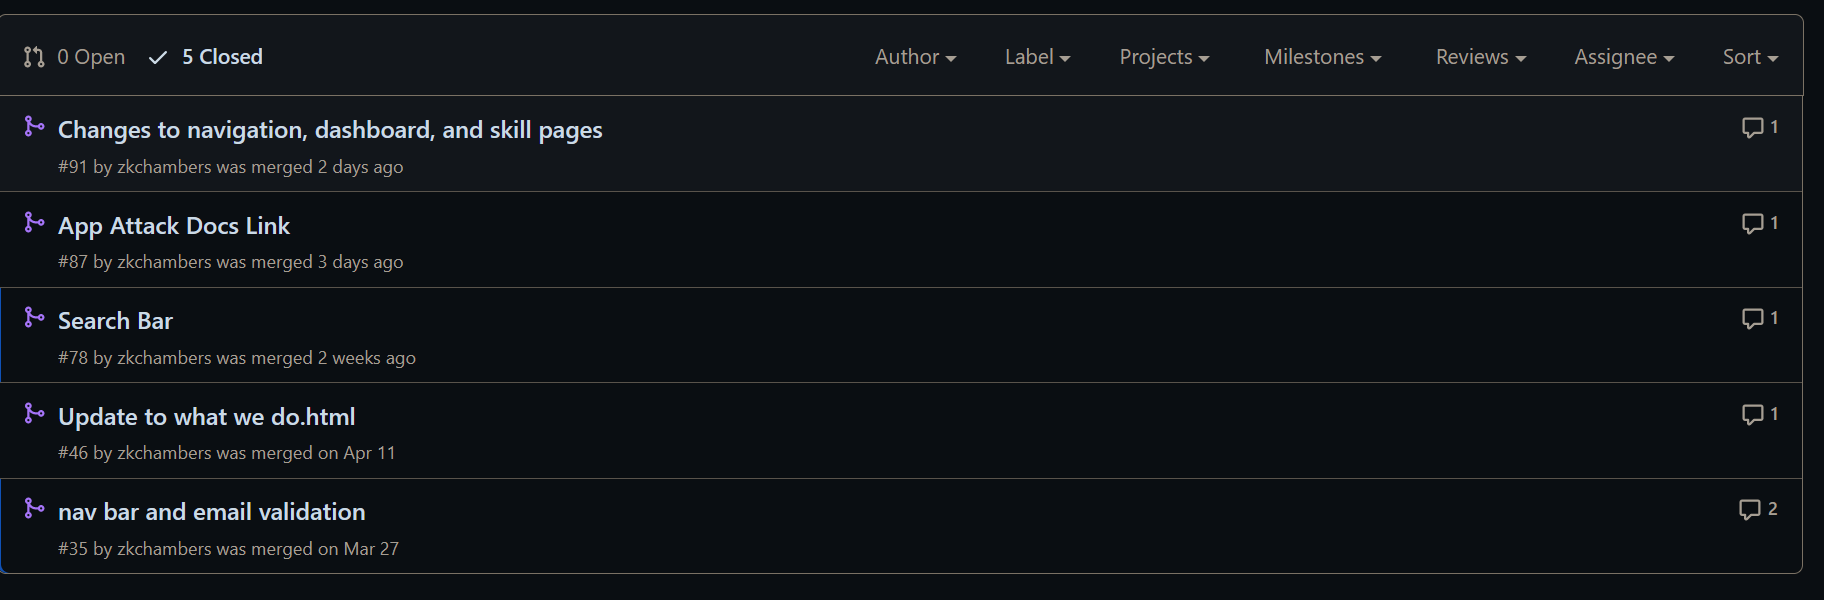 0 Open 5 Closed Author Label Projects Milestones Reviews Assignee Sort
Changes to navigation, dashboard, and skill pages 1
#91 by zkchambers was merged 2 days ago
App Attack Docs Link 1
#87 by zkchambers was merged 3 days ago
Search Bar 1
#78 by zkchambers was merged 2 weeks ago
Update to what we do.html 1
#46 by zkchambers was merged on Apr 11
nav bar and email validation 2
#35 by zkchambers was merged on Mar 27